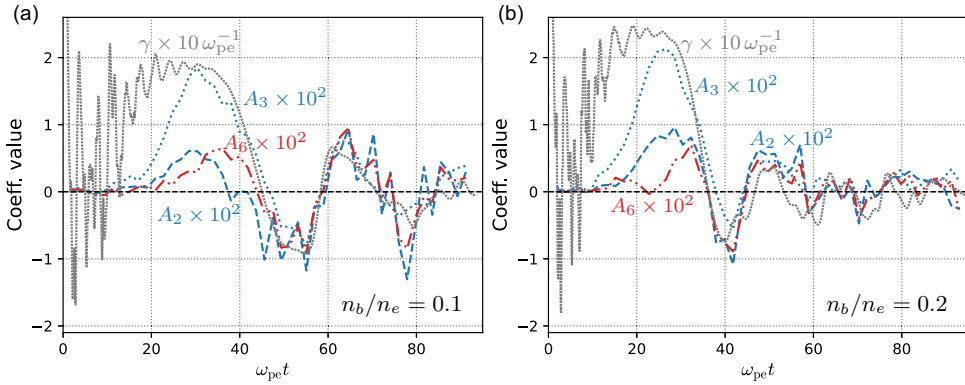 (a)
Coeff. value
2
1
0
−1
−2
γ × 10 ω_pe^−1
A_3 × 10^2
A_6 × 10^2
A_2 × 10^2
n_b/n_e = 0.1
0 20 40 60 80
ω_pe t
(b)
Coeff. value
2
1
0
−1
−2
γ × 10 ω_pe^−1
A_3 × 10^2
A_2 × 10^2
A_6 × 10^2
n_b/n_e = 0.2
0 20 40 60 80
ω_pe t